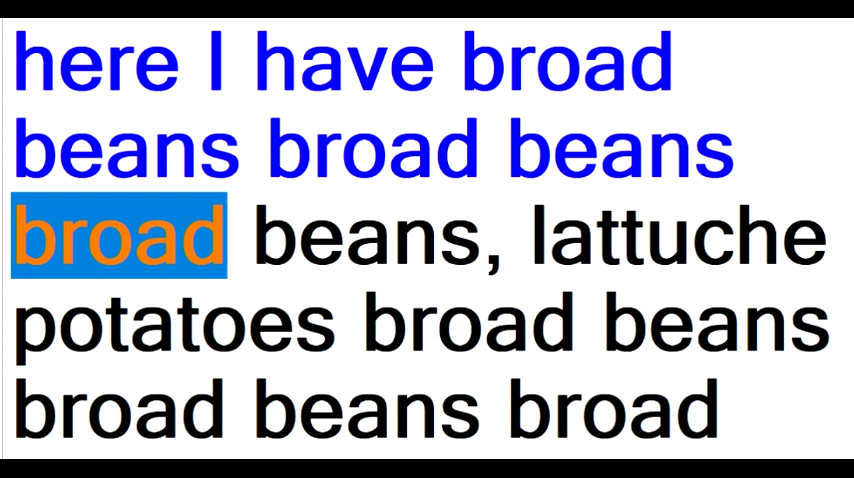 here I have broad
beans broad beans
broad beans, lattuche
potatoes broad beans
broad beans broad